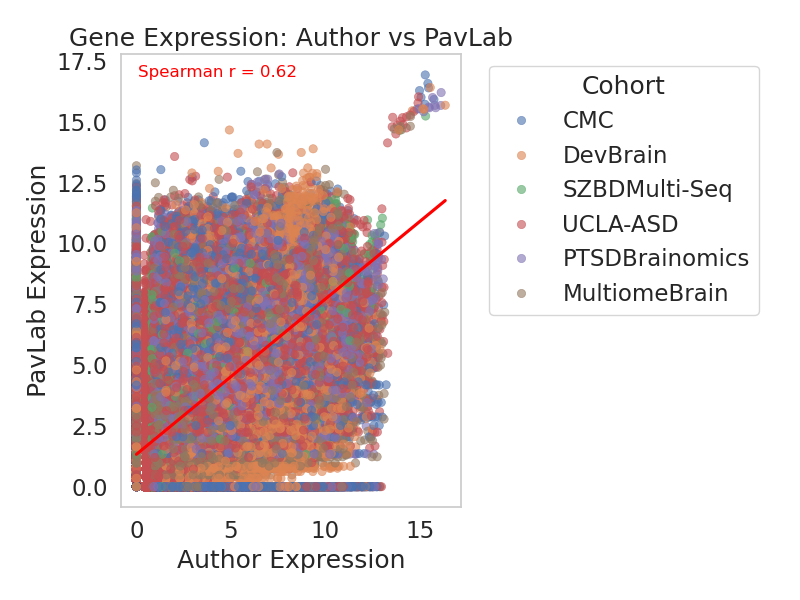 Gene Expression: Author vs PavLab
Spearman r = 0.62
17.5
15.0
12.5
10.0
7.5
5.0
2.5
0.0
PavLab Expression
0 5 10 15
Author Expression
Cohort
CMC
DevBrain
SZBDMulti-Seq
UCLA-ASD
PTSDBrainomics
MultiomeBrain